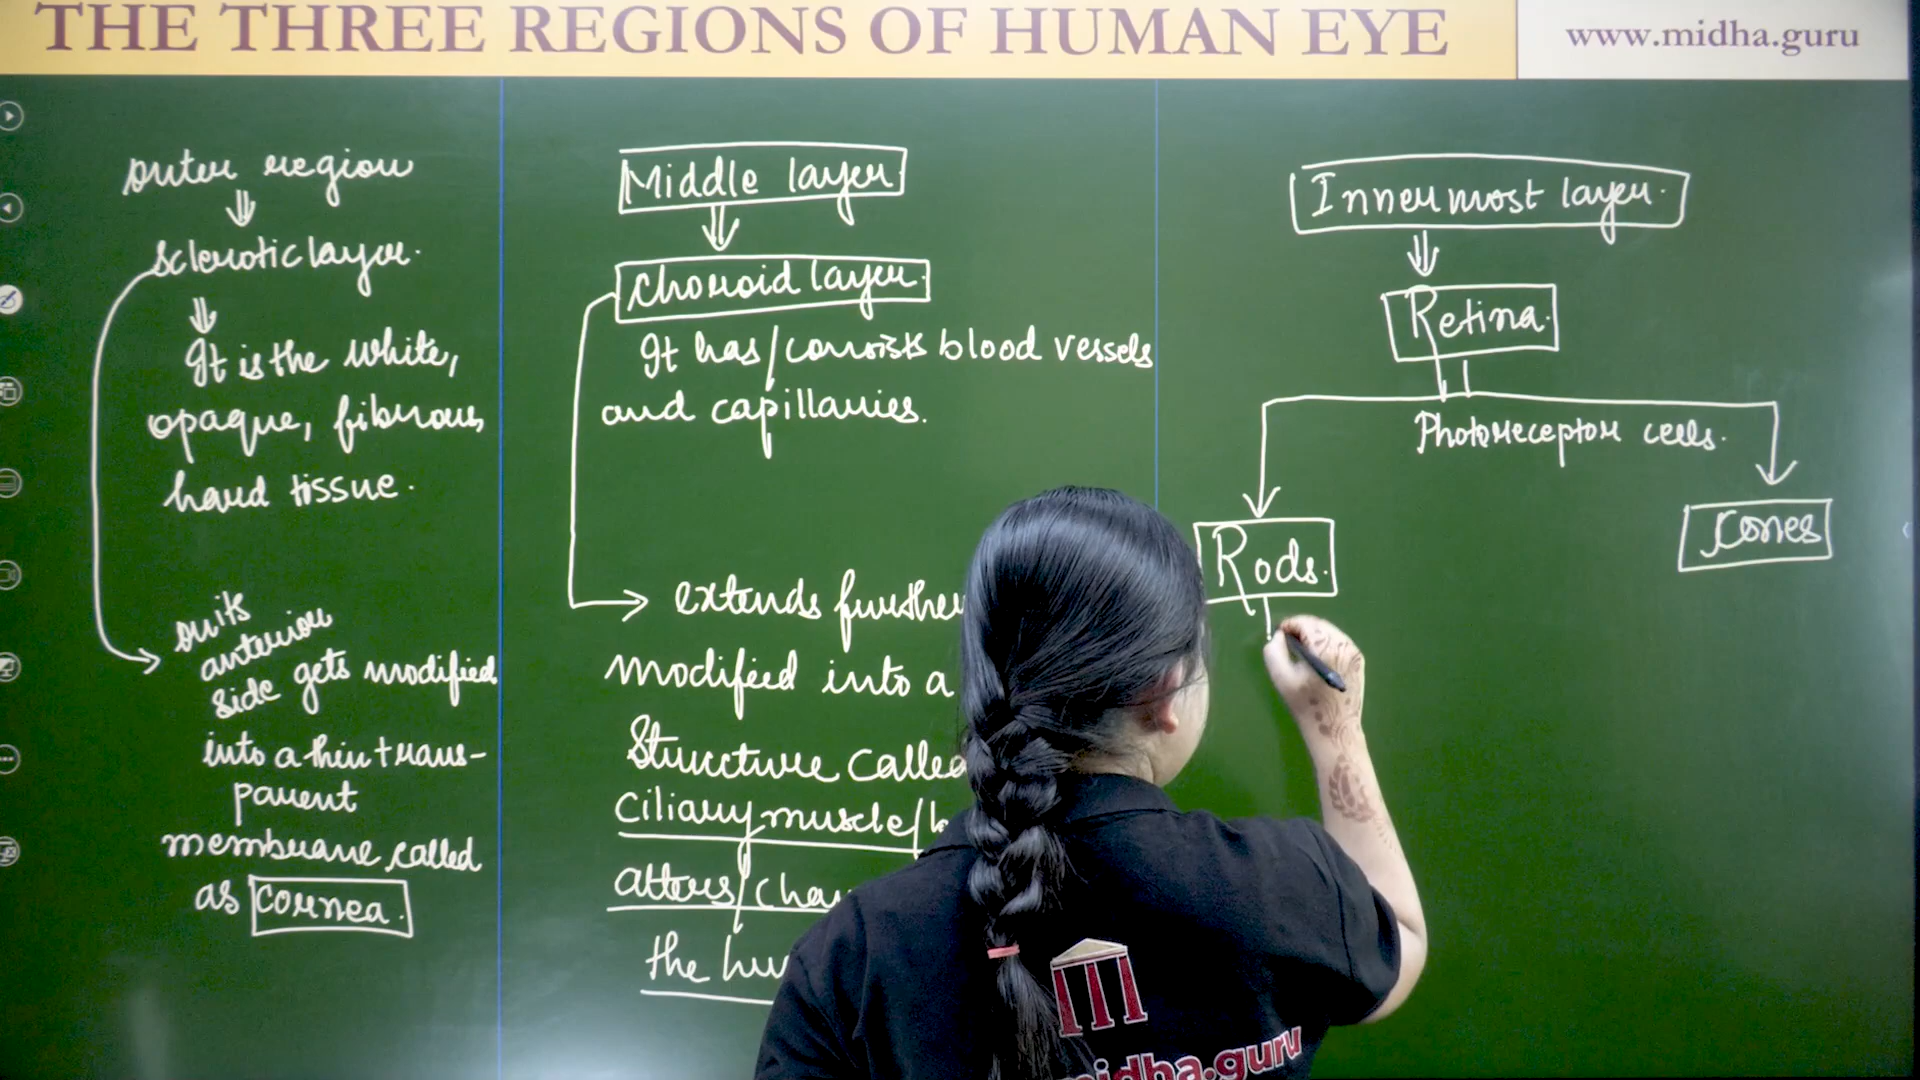 THE THREE REGIONS OF HUMAN EYE
www.midha.guru
outer region
sclerotic layer.
It is the white,
opaque, fibrous,
hard tissue.
on its
anterior
side gets modified
into a thin trans-
parent
membrane called
as cornea.
Middle layer.
choroid layer.
It has/consists blood vessels
and capillaries.
extends further
modified into a
Structure called
ciliary muscle/
alters/
the
Innermost layer.
Retina.
Photoreceptor cells.
Rods.
cones
midha.guru